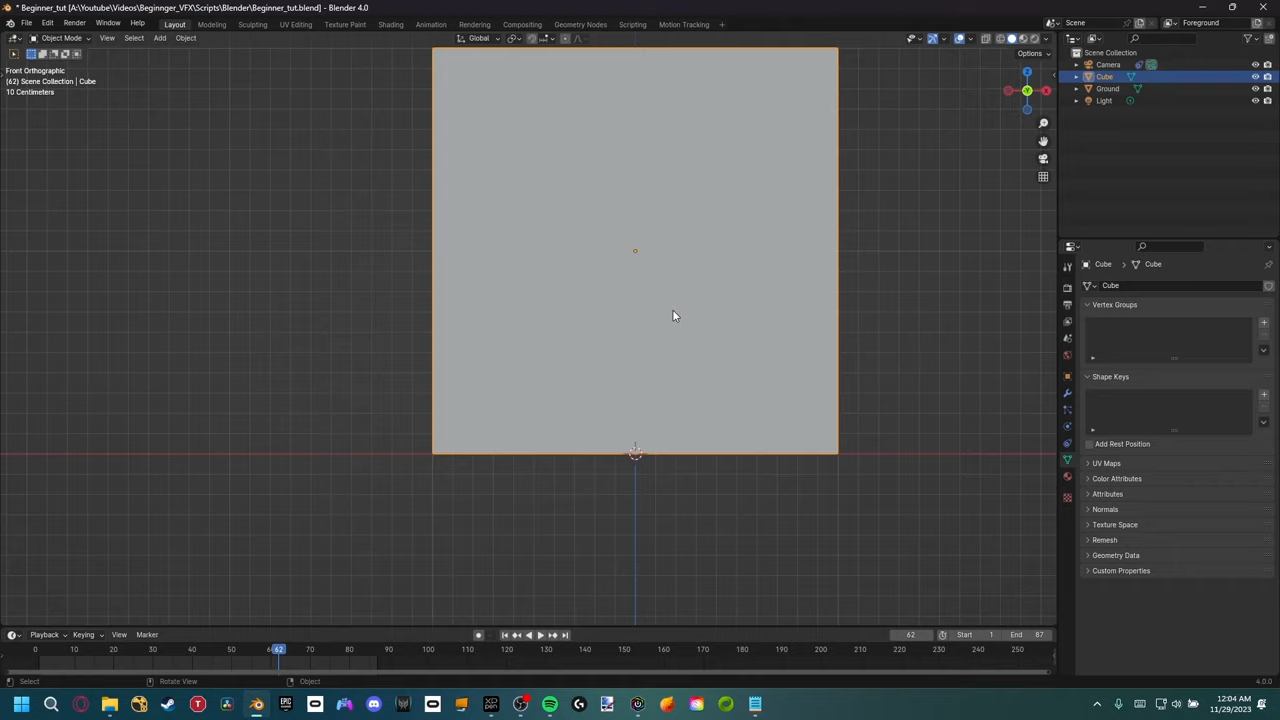 * Beginner_tut [A:\Youtube\Videos\Beginnger_VFX\Scripts\Blender\Beginner_tut.blend] - Blender 4.0
File Edit Render Window Help
Layout Modeling Sculpting UV Editing Texture Paint Shading Animation Rendering Compositing Geometry Nodes Scripting Motion Tracking +
Scene
Foreground
Object Mode View Select Add Object
Global
Options
Front Orthographic
(62) Scene Collection | Cube
10 Centimeters
Z
X
Y
Scene Collection
Camera
Cube
Ground
Light
Cube > Cube
Cube
Vertex Groups
Shape Keys
Add Rest Position
UV Maps
Color Attributes
Attributes
Normals
Texture Space
Remesh
Geometry Data
Custom Properties
Playback Keying View Marker
62
Start 1
End 87
0 10 20 30 40 50 62 70 80 90 100 110 120 130 140 150 160 170 180 190 200 210 220 230 240 250
Select
Rotate View
Object
4.0.0
12:04 AM
11/29/2023